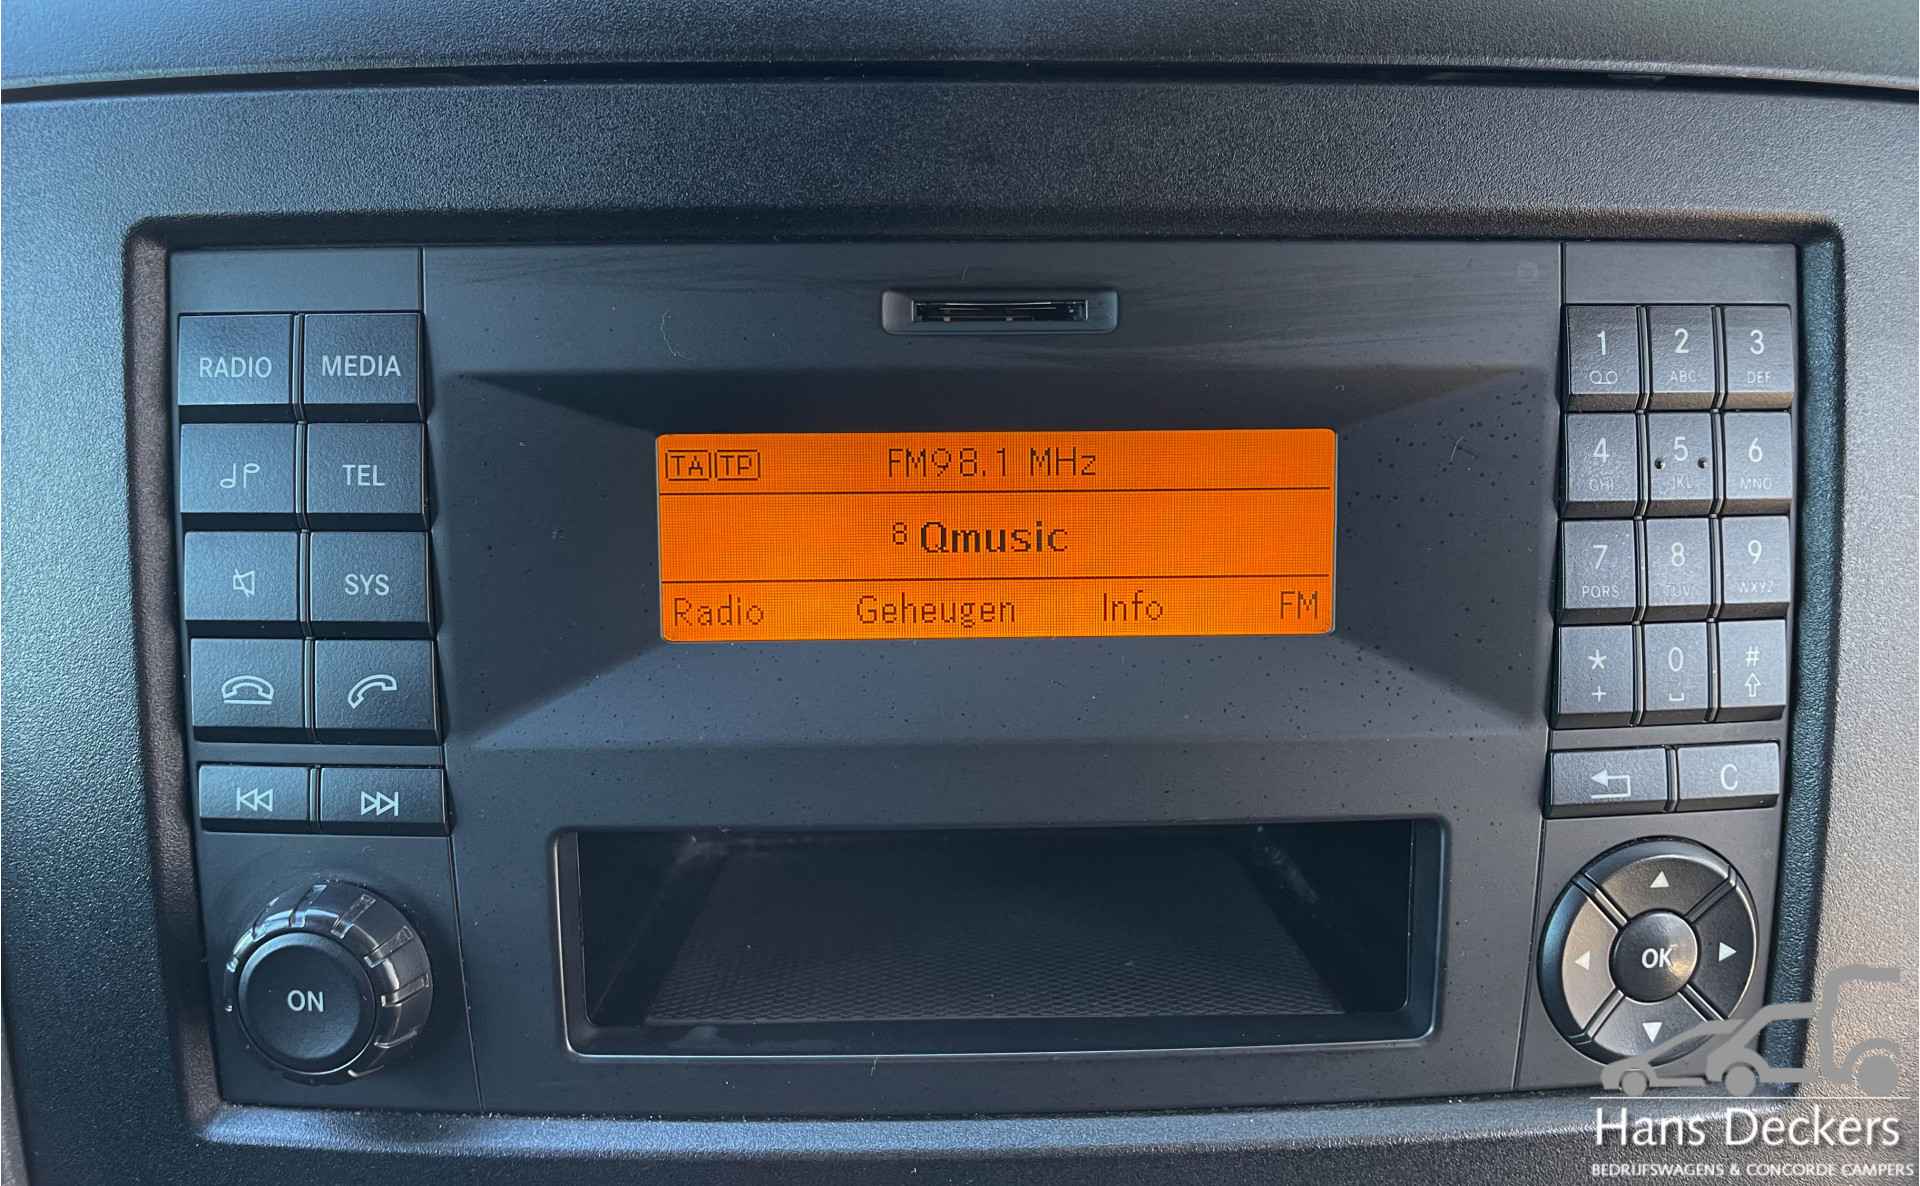 RADIO MEDIA
TEL
SYS
ON
TA TP FM98.1 MHz
8 Qmusic
Radio Geheugen Info FM
1 2 3
ABC DEF
4 5 6
GHI JKL MNO
7 8 9
PQRS TUV WXYZ
* 0 #
+
C
OK
Hans Deckers
BEDRIJFSWAGENS & CONCORDE CAMPERS